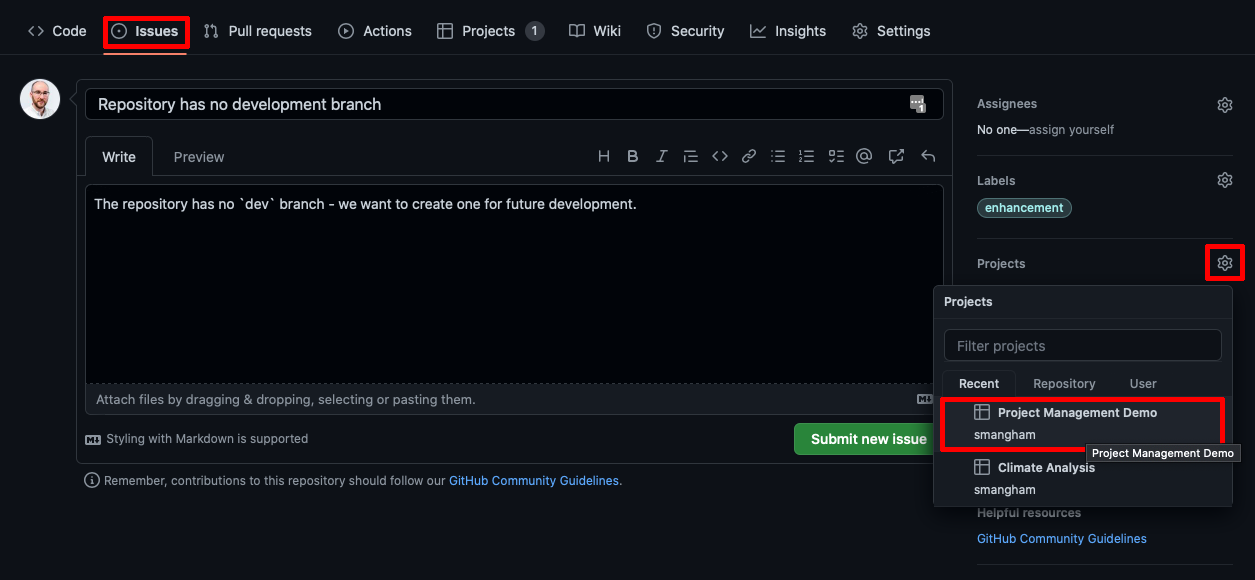 Code Issues Pull requests Actions Projects 1 Wiki Security Insights Settings
Repository has no development branch
Write Preview
The repository has no `dev` branch - we want to create one for future development.
Attach files by dragging & dropping, selecting or pasting them.
Styling with Markdown is supported
Submit new issue
Remember, contributions to this repository should follow our GitHub Community Guidelines.
Assignees
No one—assign yourself
Labels
enhancement
Projects
Projects
Filter projects
Recent Repository User
Project Management Demo
smangham
Project Management Demo
Climate Analysis
smangham
Helpful resources
GitHub Community Guidelines